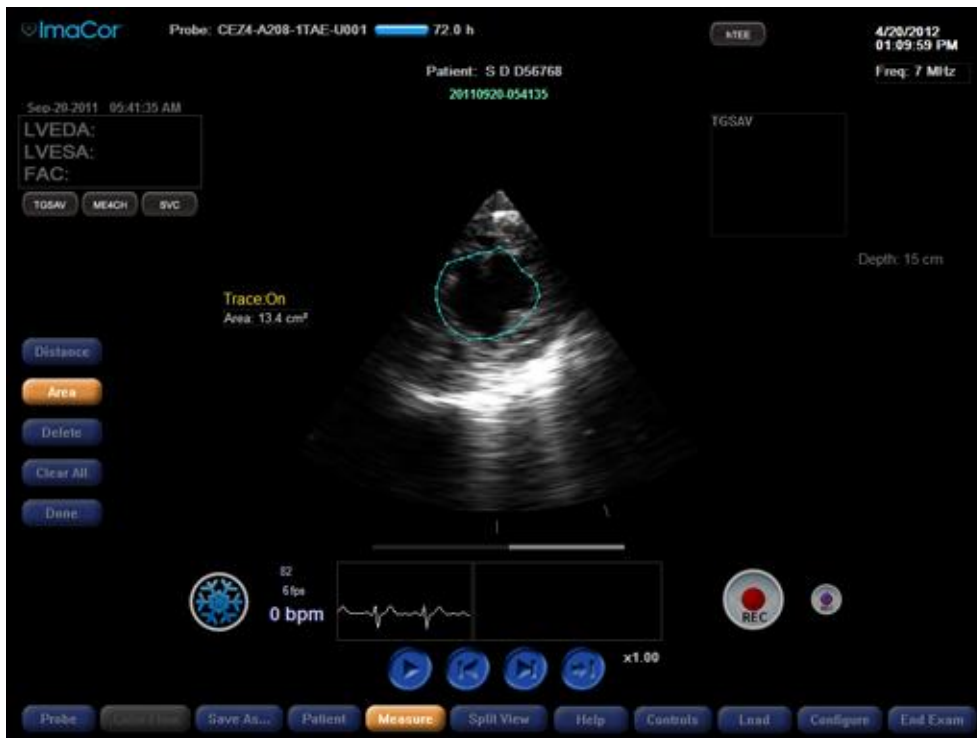 ImaCor
Probe: CEZ4-A208-1TAE-U001
72.0 h
hTEE
4/20/2012
01:09:59 PM
Patient: S D D56768
Freq: 7 MHz
20110920-054135
Sep-20-2011 05:41:35 AM
LVEDA:
LVESA:
FAC:
TGSAV
ME4CH
SVC
TGSAV
Depth: 15 cm
Trace:On
Area: 13.4 cm²
Distance
Area
Delete
Clear All
Done
82
6 fps
0 bpm
REC
x1.00
Probe
Save As...
Patient
Measure
Split View
Help
Controls
Load
Configure
End Exam